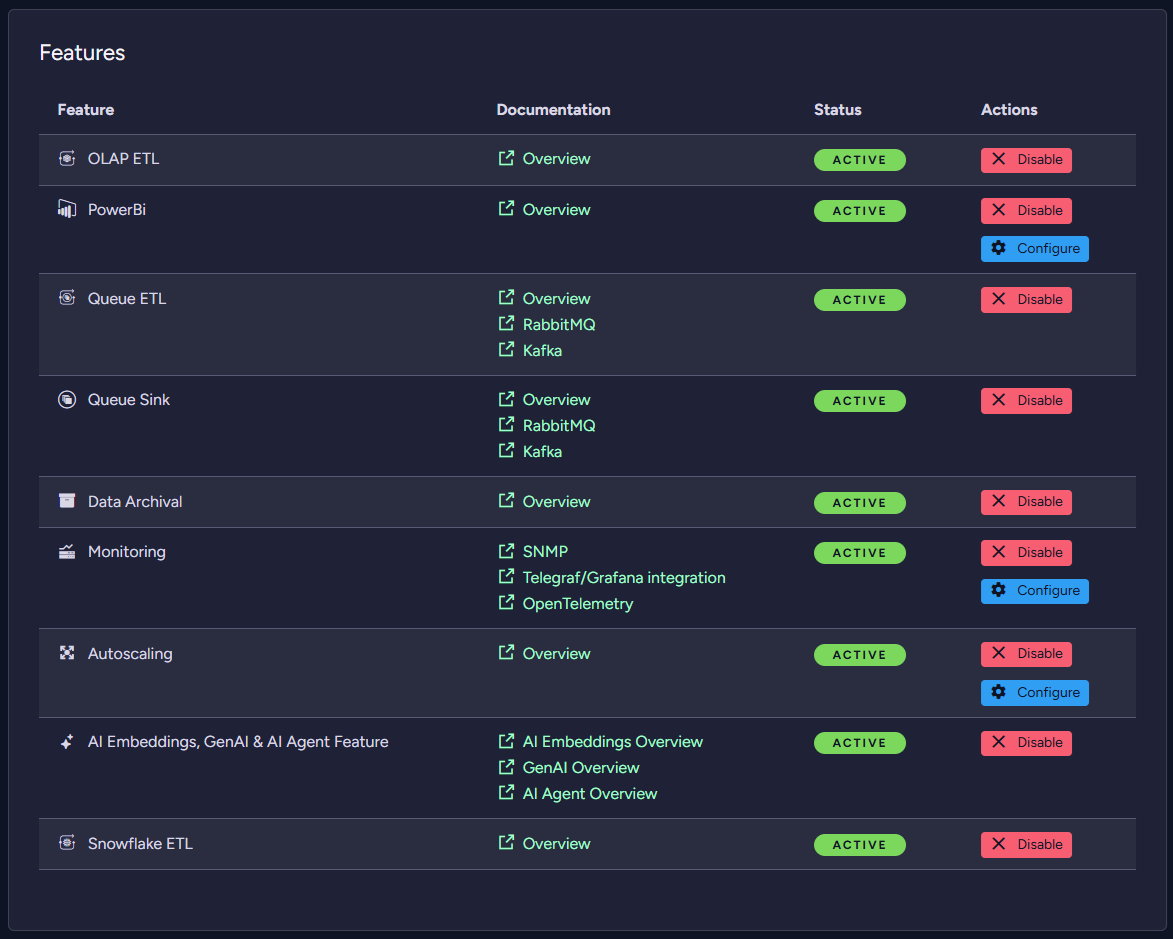 Features
Feature Documentation Status Actions
OLAP ETL Overview ACTIVE Disable
PowerBi Overview ACTIVE Disable
Configure
Queue ETL Overview ACTIVE Disable
RabbitMQ
Kafka
Queue Sink Overview ACTIVE Disable
RabbitMQ
Kafka
Data Archival Overview ACTIVE Disable
Monitoring SNMP ACTIVE Disable
Telegraf/Grafana integration Configure
OpenTelemetry
Autoscaling Overview ACTIVE Disable
Configure
AI Embeddings, GenAI & AI Agent Feature AI Embeddings Overview ACTIVE Disable
GenAI Overview
AI Agent Overview
Snowflake ETL Overview ACTIVE Disable